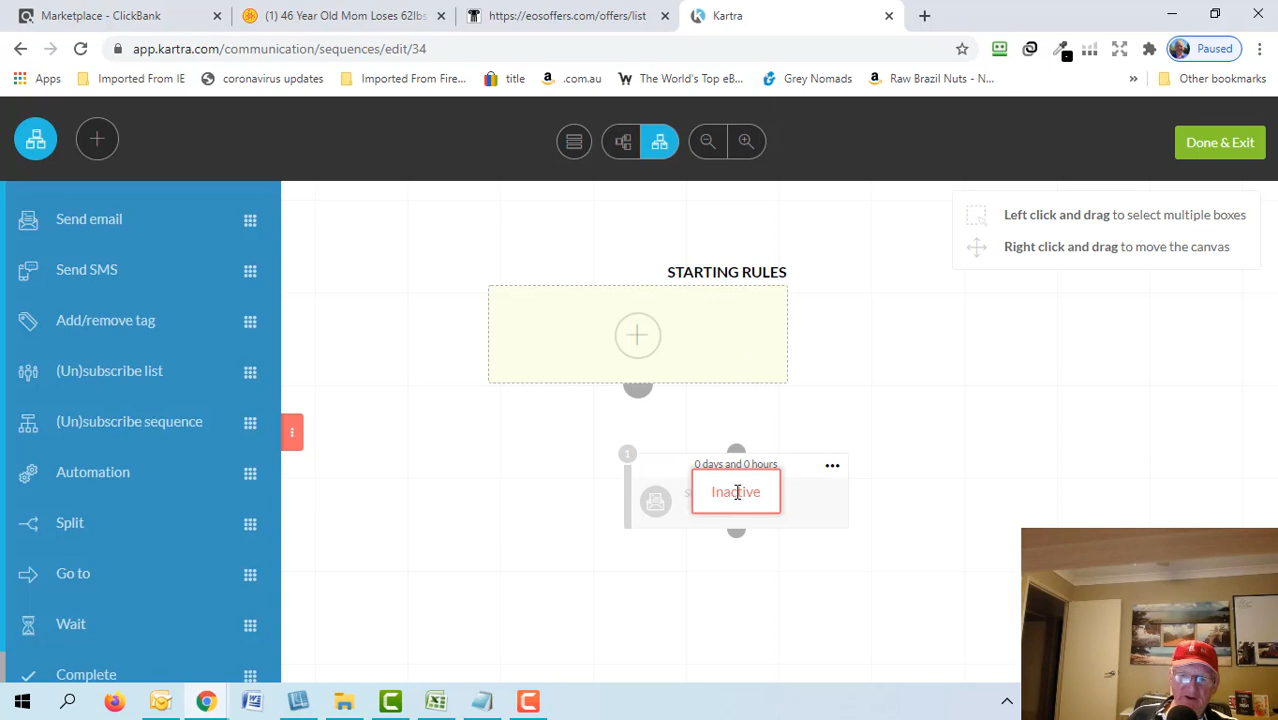 Marketplace - ClickBank
(1) 46 Year Old Mom Loses 62lbs
https://eosoffers.com/offers/list
Kartra
app.kartra.com/communication/sequences/edit/34
Paused
Apps
Imported From IE
coronavirus updates
Imported From Fire...
title
.com.au
The World's Top eB...
Grey Nomads
Raw Brazil Nuts - N...
Other bookmarks
Done & Exit
Send email
Send SMS
Add/remove tag
(Un)subscribe list
(Un)subscribe sequence
Automation
Split
Go to
Wait
Complete
Left click and drag to select multiple boxes
Right click and drag to move the canvas
STARTING RULES
1
0 days and 0 hours
Inactive